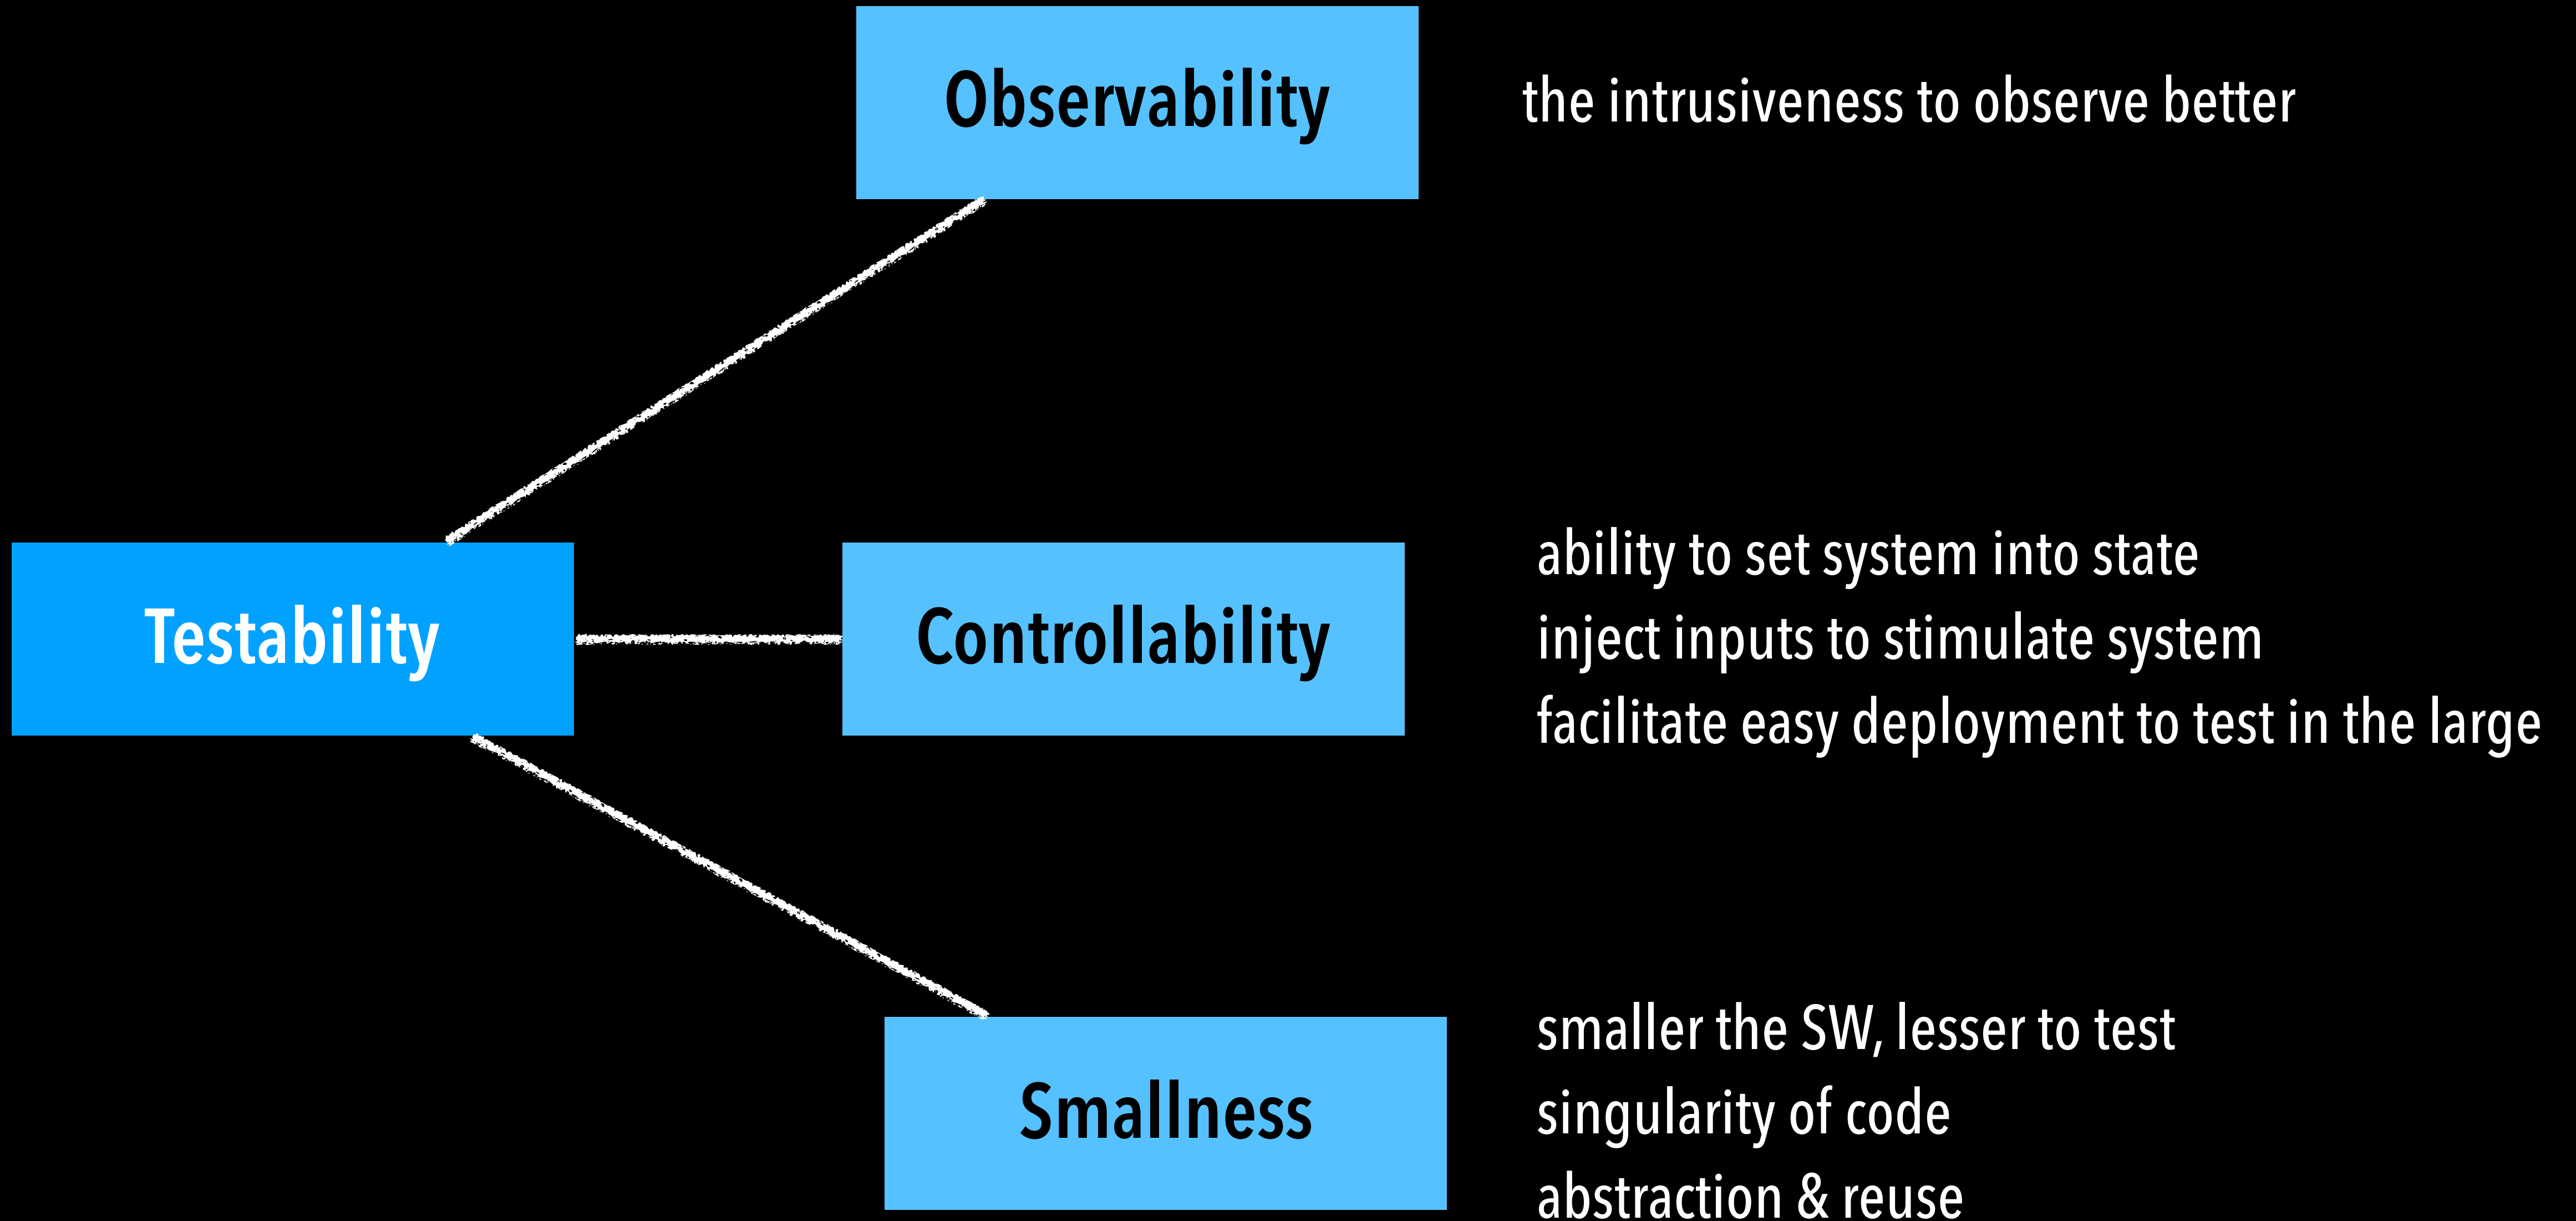 Observability
the intrusiveness to observe better
Testability
Controllability
ability to set system into state
inject inputs to stimulate system
facilitate easy deployment to test in the large
Smallness
smaller the SW, lesser to test
singularity of code
abstraction & reuse